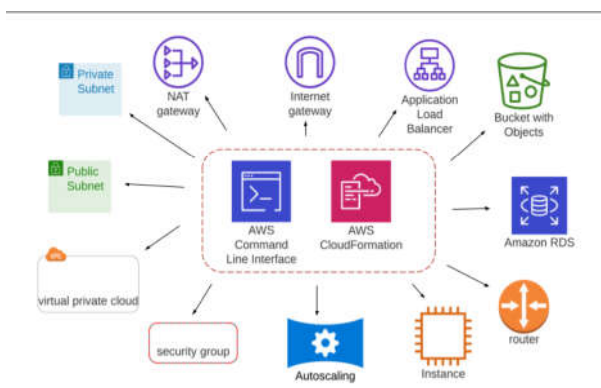 Private
Subnet
NAT
gateway
Internet
gateway
Application
Load
Balancer
Bucket with
Objects
Public
Subnet
AWS
Command
Line Interface
AWS
CloudFormation
Amazon RDS
VPC
virtual private cloud
security group
Autoscaling
Instance
router